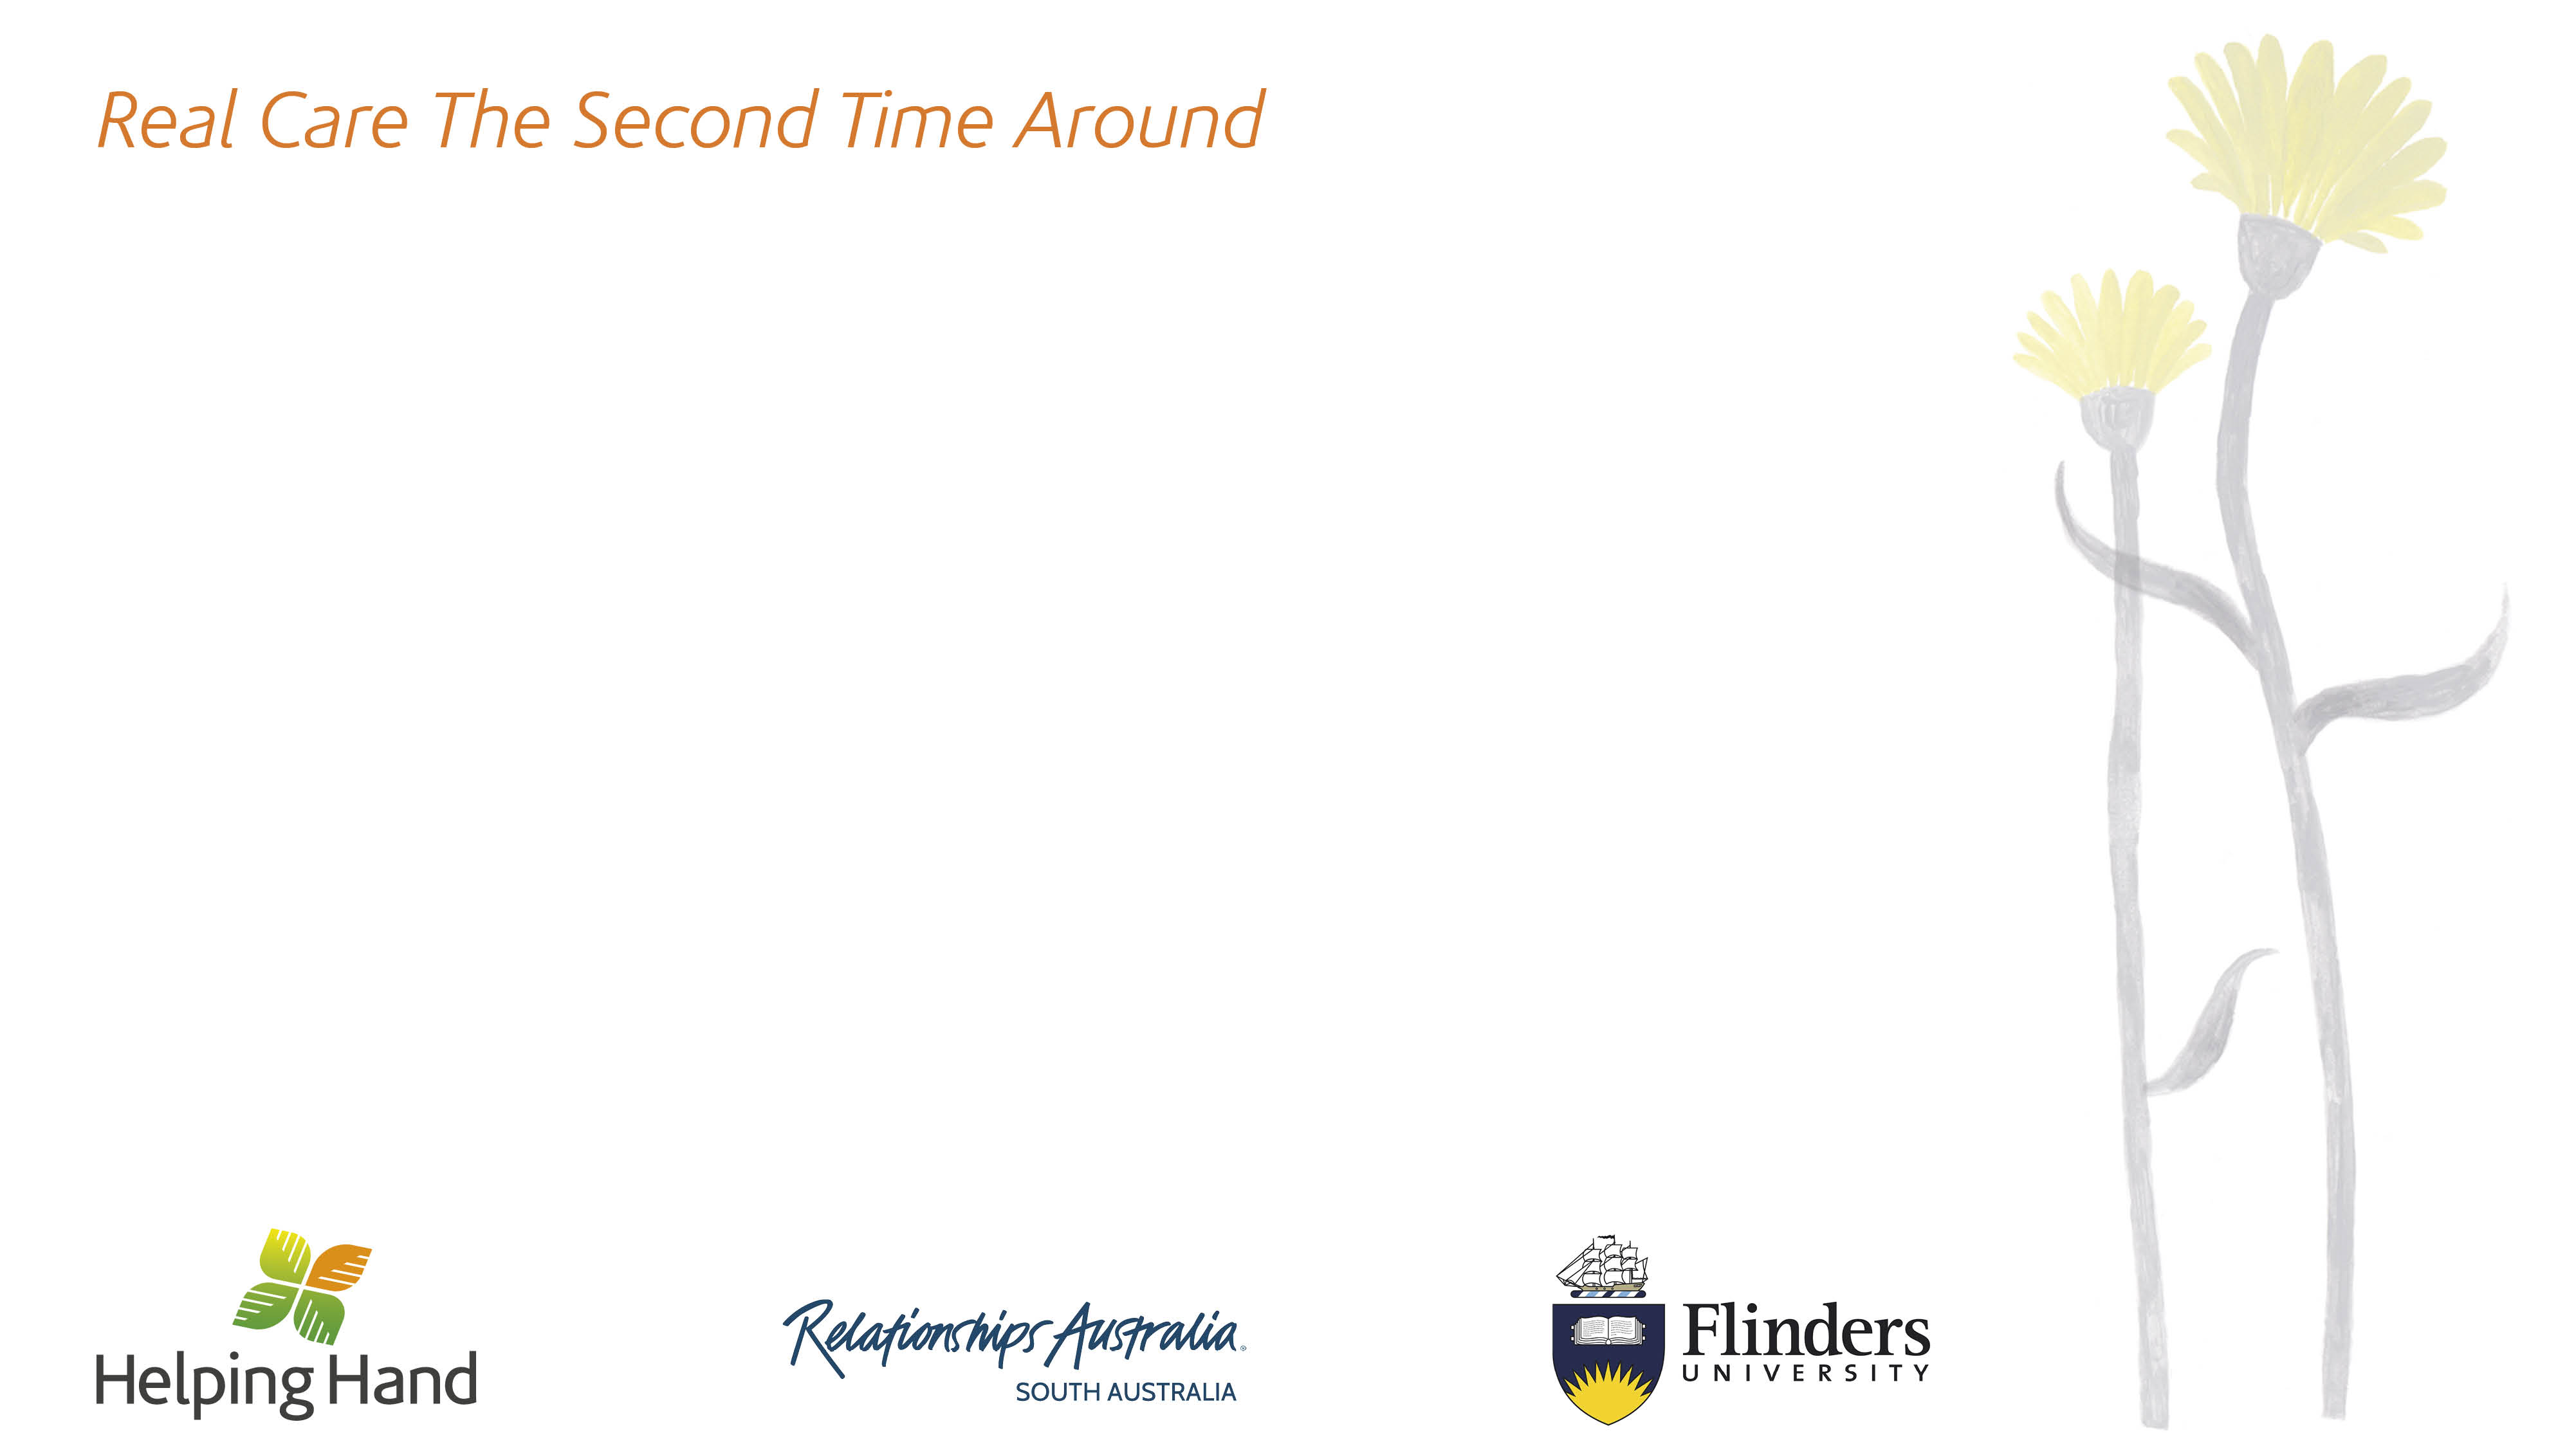 Real Care The Second Time Around
Helping Hand
Relationships Australia®
SOUTH AUSTRALIA
Flinders
UNIVERSITY